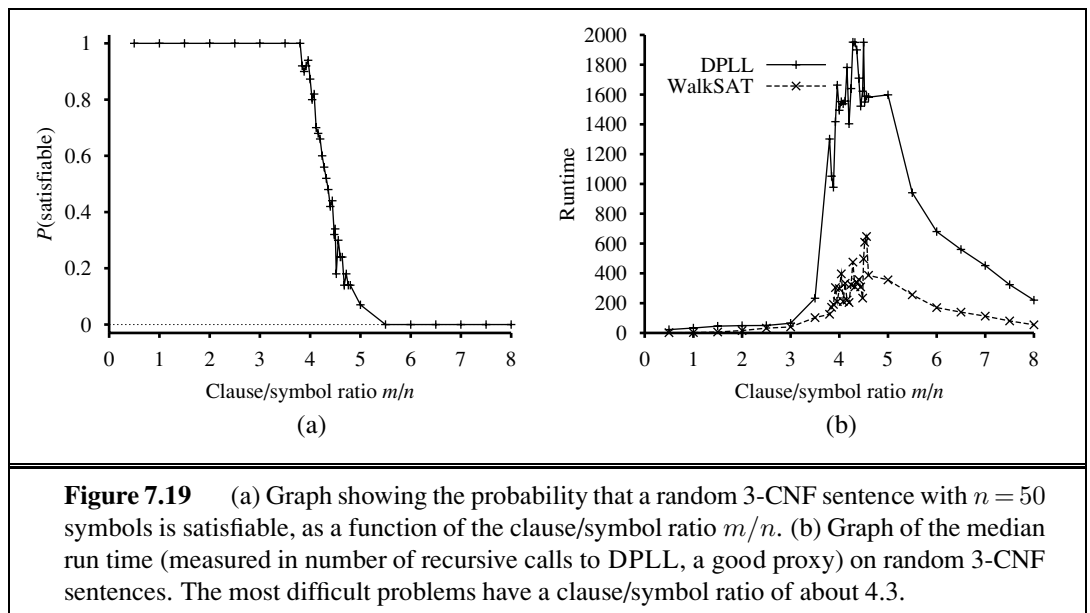 1
0.8
0.6
0.4
0.2
0
P(satisfiable)
0 1 2 3 4 5 6 7 8
Clause/symbol ratio m/n
(a)
2000
1800
1600
1400
1200
1000
800
600
400
200
0
Runtime
DPLL
WalkSAT
0 1 2 3 4 5 6 7 8
Clause/symbol ratio m/n
(b)
Figure 7.19 (a) Graph showing the probability that a random 3-CNF sentence with n = 50
symbols is satisfiable, as a function of the clause/symbol ratio m/n. (b) Graph of the median
run time (measured in number of recursive calls to DPLL, a good proxy) on random 3-CNF
sentences. The most difficult problems have a clause/symbol ratio of about 4.3.